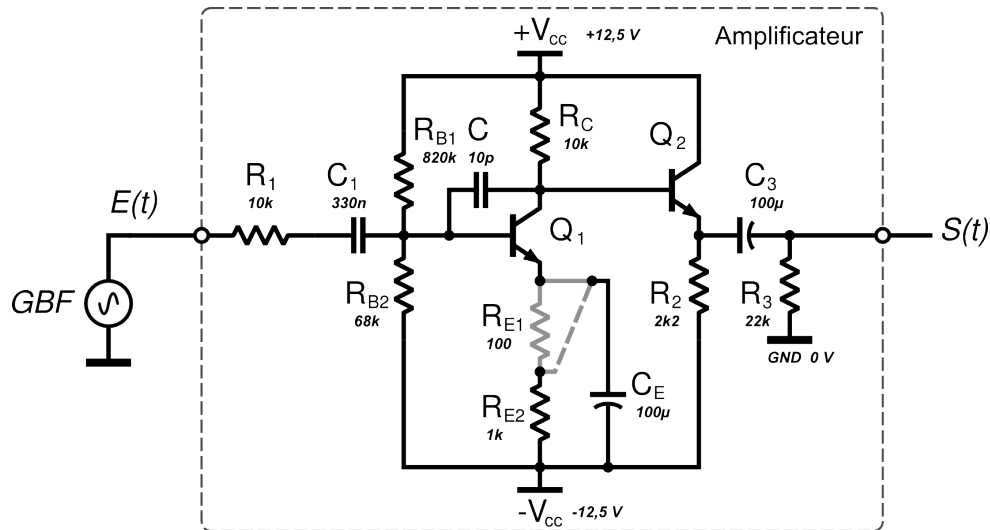 +Vcc +12,5 V
Amplificateur
RB1
820k
C
10p
RC
10k
Q2
R1
10k
C1
330n
C3
100µ
E(t)
S(t)
Q1
GBF
RB2
68k
RE1
100
R2
2k2
R3
22k
GND 0 V
RE2
1k
CE
100µ
-Vcc -12,5 V